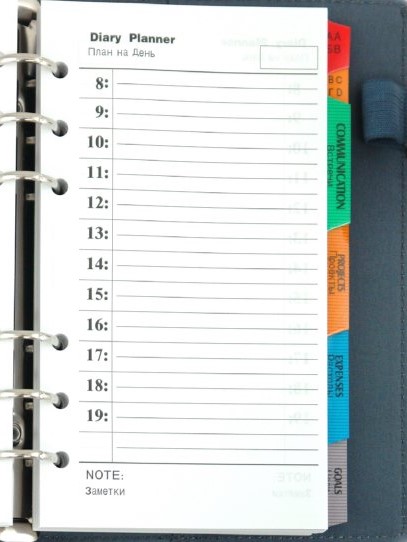 Diary Planner
План на День
8:
9:
10:
11:
12:
13:
14:
15:
16:
17:
18:
19:
NOTE:
Заметки
COMMUNICATION
Встречи
PROJECTS
Проекты
EXPENSES
GOALS